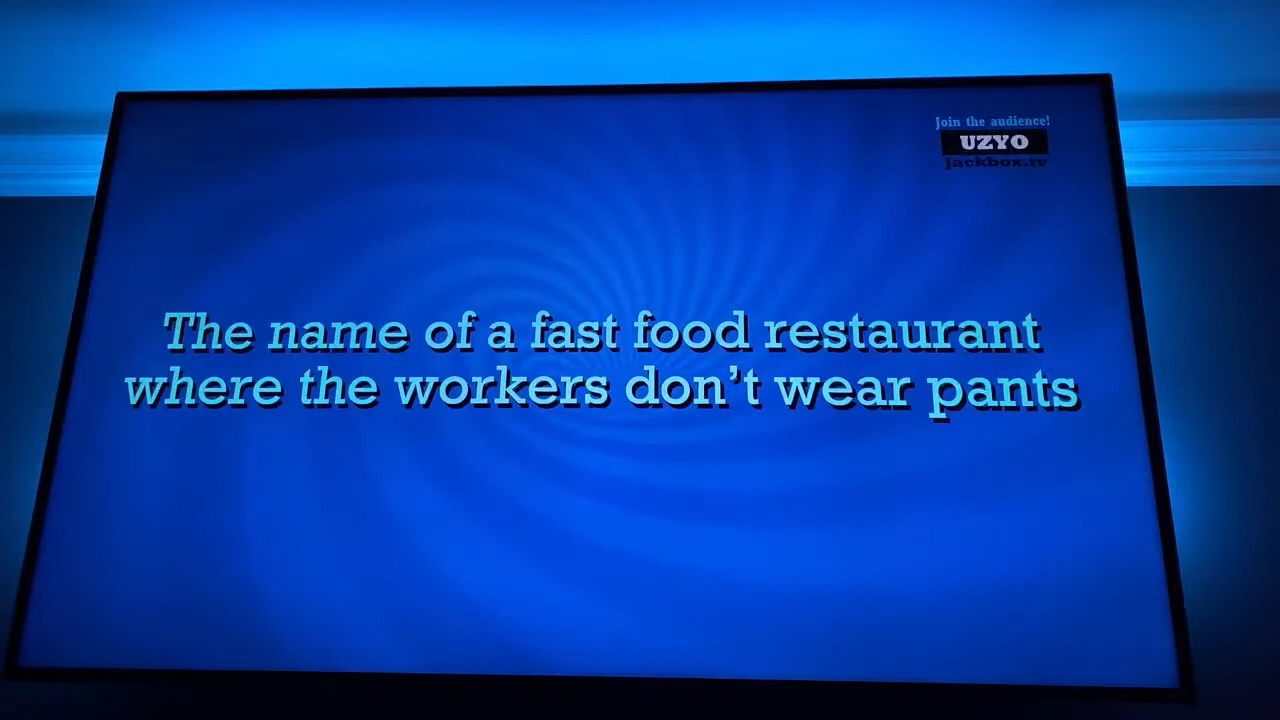 Join the audience!
UZYO
jackbox.tv
The name of a fast food restaurant
where the workers don't wear pants